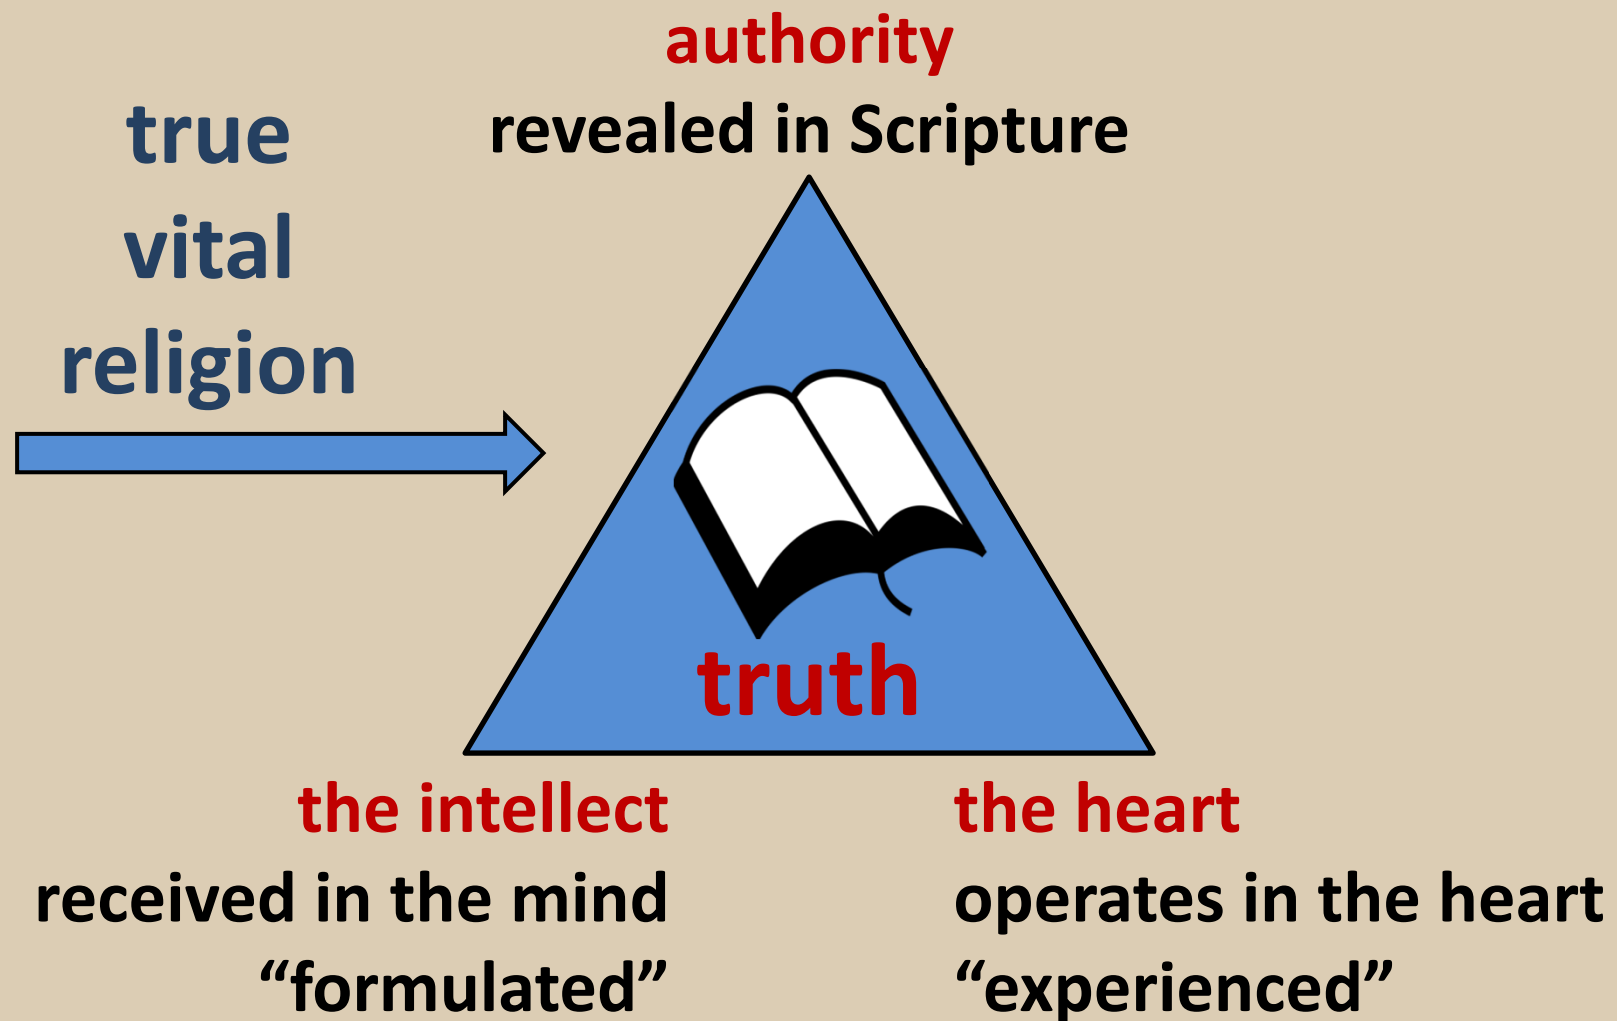 authority
revealed in Scripture
true
vital
religion
truth
the intellect
received in the mind
“formulated”
the heart
operates in the heart
“experienced”